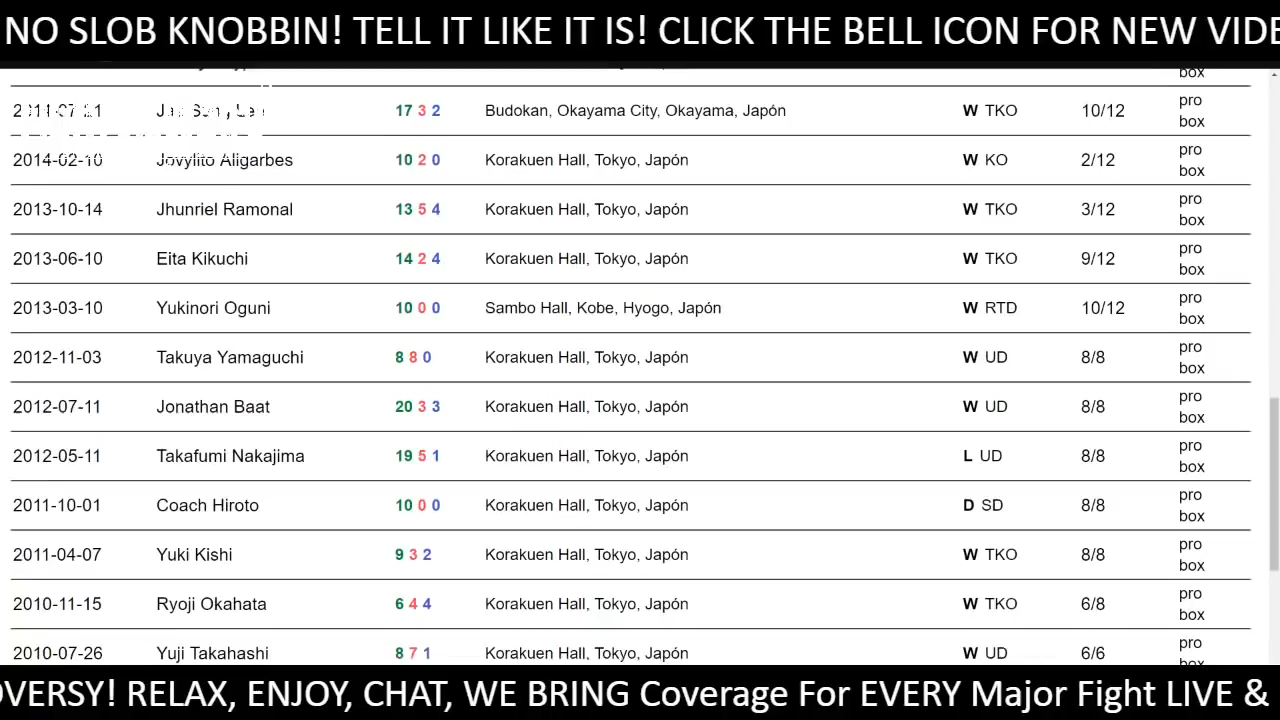 NO SLOB KNOBBIN! TELL IT LIKE IT IS! CLICK THE BELL ICON FOR NEW VIDE
box
17 3 2 Budokan, Okayama City, Okayama, Japón W TKO 10/12 pro box
2014-02-10 Jovylito Aligarbes 10 2 0 Korakuen Hall, Tokyo, Japón W KO 2/12 pro box
2013-10-14 Jhunriel Ramonal 13 5 4 Korakuen Hall, Tokyo, Japón W TKO 3/12 pro box
2013-06-10 Eita Kikuchi 14 2 4 Korakuen Hall, Tokyo, Japón W TKO 9/12 pro box
2013-03-10 Yukinori Oguni 10 0 0 Sambo Hall, Kobe, Hyogo, Japón W RTD 10/12 pro box
2012-11-03 Takuya Yamaguchi 8 8 0 Korakuen Hall, Tokyo, Japón W UD 8/8 pro box
2012-07-11 Jonathan Baat 20 3 3 Korakuen Hall, Tokyo, Japón W UD 8/8 pro box
2012-05-11 Takafumi Nakajima 19 5 1 Korakuen Hall, Tokyo, Japón L UD 8/8 pro box
2011-10-01 Coach Hiroto 10 0 0 Korakuen Hall, Tokyo, Japón D SD 8/8 pro box
2011-04-07 Yuki Kishi 9 3 2 Korakuen Hall, Tokyo, Japón W TKO 8/8 pro box
2010-11-15 Ryoji Okahata 6 4 4 Korakuen Hall, Tokyo, Japón W TKO 6/8 pro box
2010-07-26 Yuji Takahashi 8 7 1 Korakuen Hall, Tokyo, Japón W UD 6/6 pro box
OVERSY! RELAX, ENJOY, CHAT, WE BRING Coverage For EVERY Major Fight LIVE &